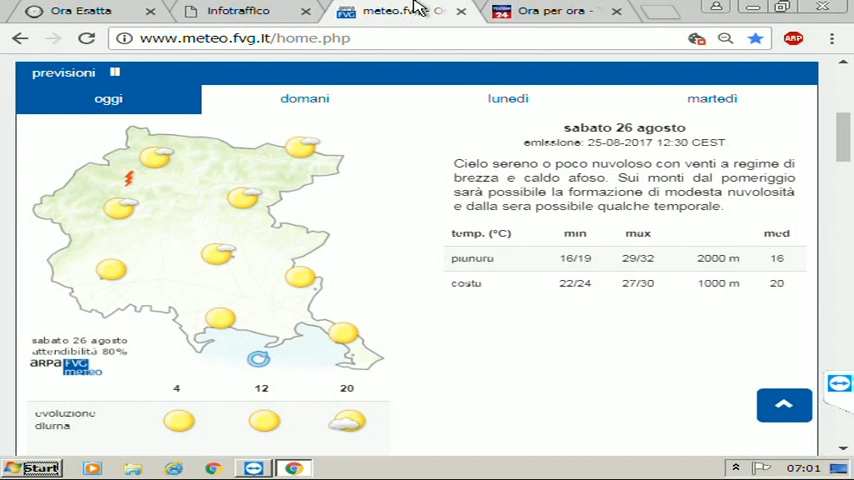 Ora Esatta
Infotraffico
meteo.fv
Ora per ora -
www.meteo.fvg.it/home.php
ABP
previsioni
oggi
domani
lunedì
martedì
sabato 26 agosto
emissione: 25-08-2017 12:30 CEST
Cielo sereno o poco nuvoloso con venti a regime di
brezza e caldo afoso. Sui monti dal pomeriggio
sarà possibile la formazione di modesta nuvolosità
e dalla sera possibile qualche temporale.
temp. (°C) min max med
16/19 29/32 2000 m 16
22/24 27/30 1000 m 20
sabato 26 agosto
attendibilità 80%
ARPA FVG
meteo
4 12 20
evoluzione
diurna
Start
07:01